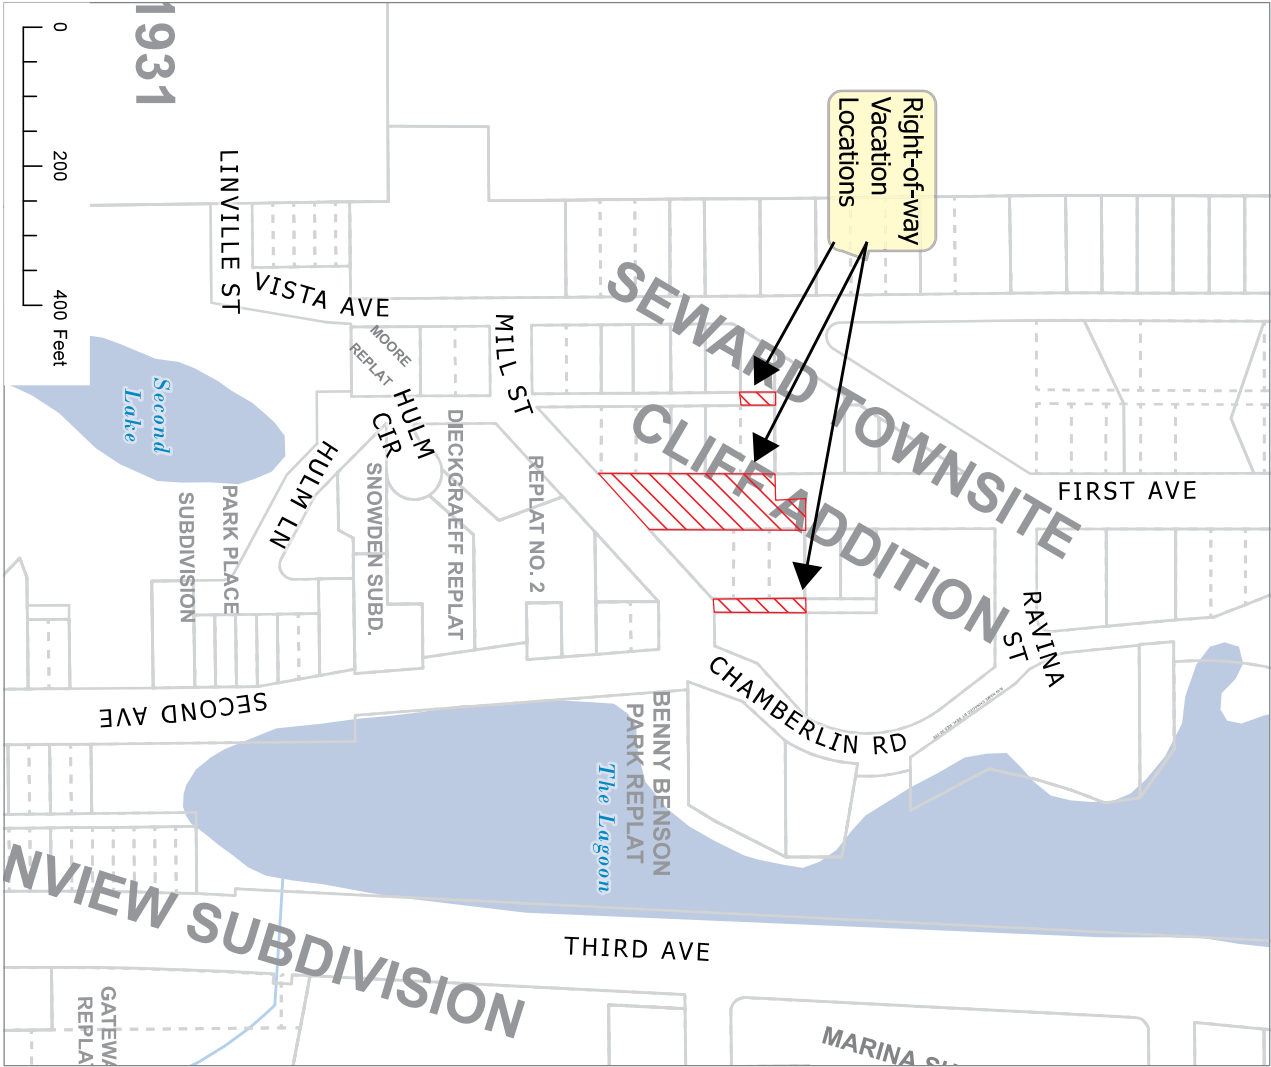 1931
0
200
400 Feet
Right-of-way
Vacation
Locations
LINVILLE ST
VISTA AVE
MOORE
REPLAT
MILL ST
SEWARD TOWNSITE
CLIFF ADDITION
FIRST AVE
Second
Lake
HULM
CIR
HULM LN
DIECKGRAEFF REPLAT
SNOWDEN SUBD.
REPLAT NO. 2
PARK PLACE
SUBDIVISION
RAVINA
ST
CHAMBERLIN RD
SECOND AVE
BENNY BENSON
PARK REPLAT
The Lagoon
NVIEW SUBDIVISION
THIRD AVE
GATEWA
REPLA
MARINA SU